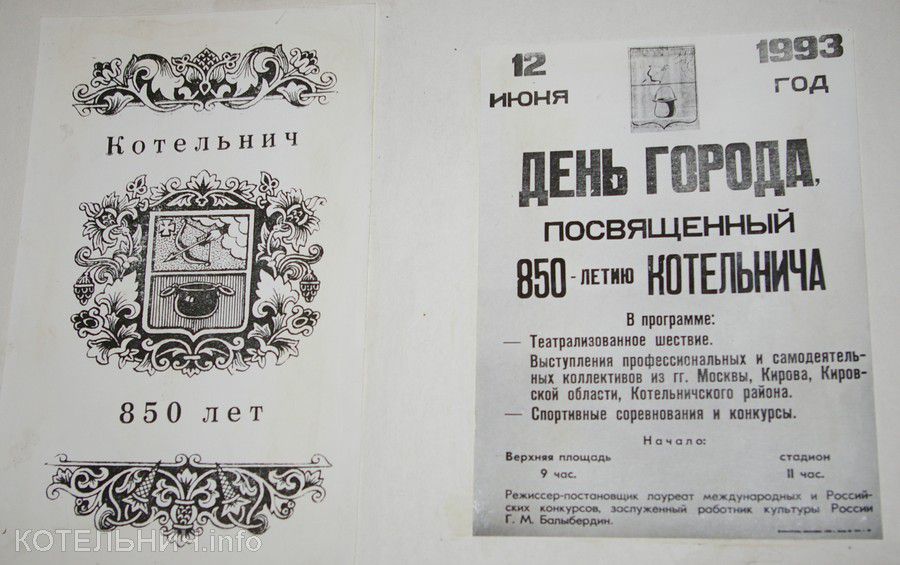 Котельнич
850 лет
12 ИЮНЯ
1993 ГОД
ДЕНЬ ГОРОДА,
ПОСВЯЩЕННЫЙ
850-ЛЕТИЮ КОТЕЛЬНИЧА
В программе:
— Театрализованное шествие.
Выступления профессиональных и самодеятель-
ных коллективов из гг. Москвы, Кирова, Киров-
ской области, Котельничского района.
— Спортивные соревнования и конкурсы.
Начало:
Верхняя площадь стадион
9 час. 11 час.
Режиссер-постановщик лауреат международных и Россий-
ских конкурсов, заслуженный работник культуры России
Г. М. Балыбердин.
КОТЕЛЬНИЧ.info